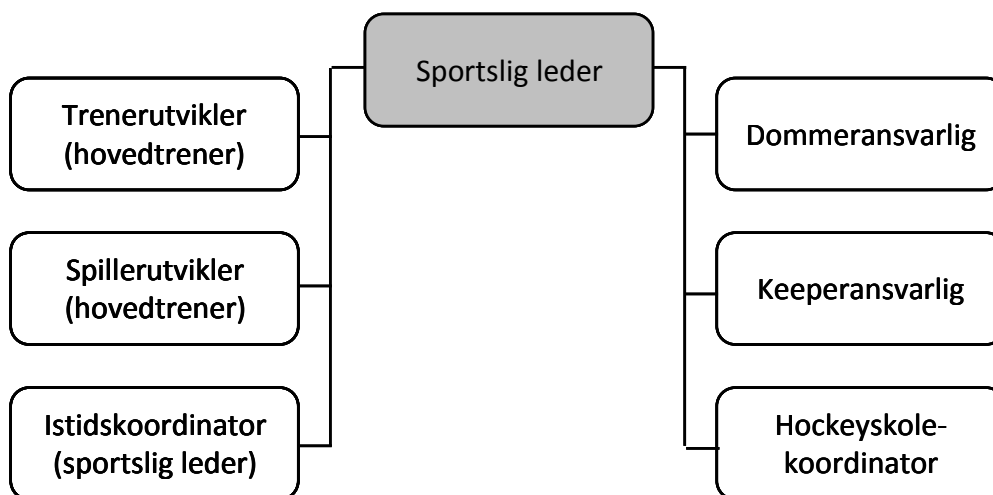 Sportslig leder
Trenerutvikler
(hovedtrener)
Spillerutvikler
(hovedtrener)
Istidskoordinator
(sportslig leder)
Dommeransvarlig
Keeperansvarlig
Hockeyskole-
koordinator